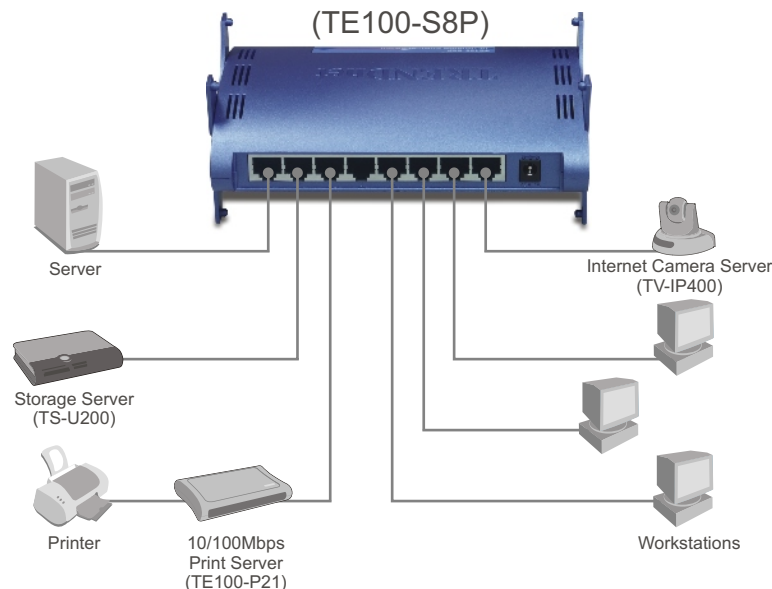 (TE100-S8P)
TRENDnet
Server
Internet Camera Server
(TV-IP400)
Storage Server
(TS-U200)
Printer
10/100Mbps
Print Server
(TE100-P21)
Workstations